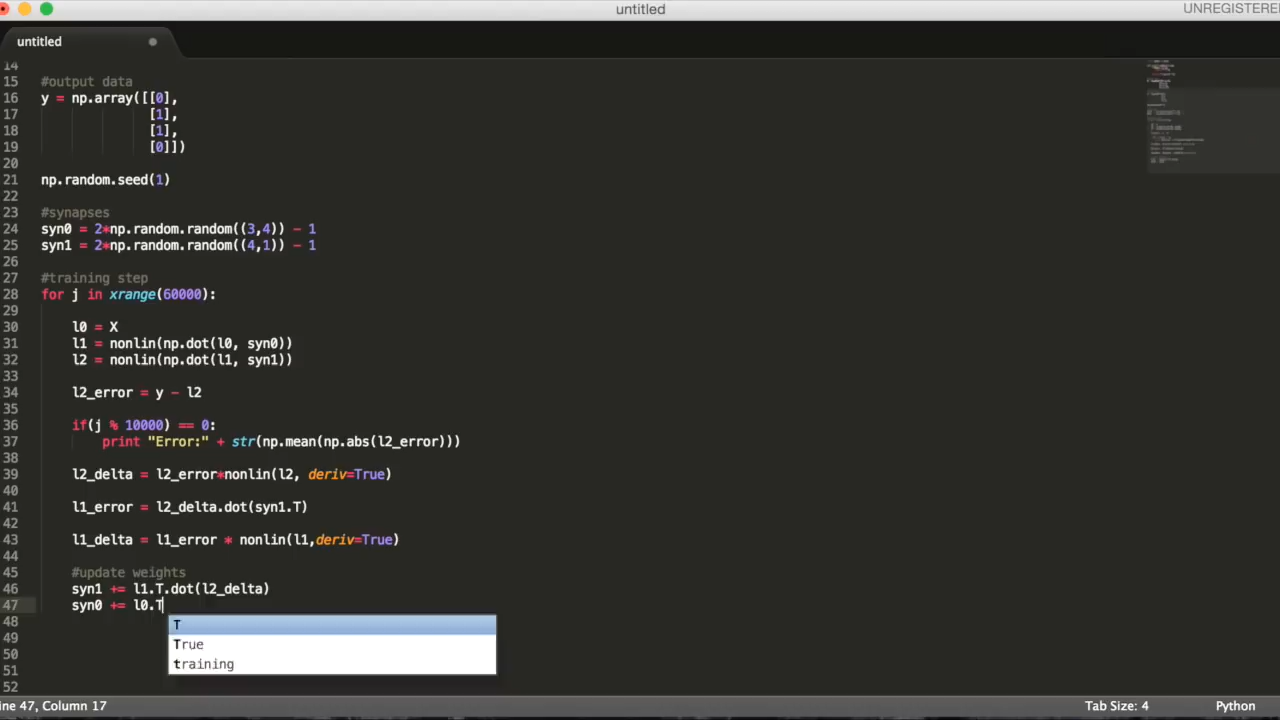 untitled
UNREGISTERE
untitled
14
15 #output data
16 y = np.array([[0],
17 [1],
18 [1],
19 [0]])
20
21 np.random.seed(1)
22
23 #synapses
24 syn0 = 2*np.random.random((3,4)) - 1
25 syn1 = 2*np.random.random((4,1)) - 1
26
27 #training step
28 for j in xrange(60000):
29
30 l0 = X
31 l1 = nonlin(np.dot(l0, syn0))
32 l2 = nonlin(np.dot(l1, syn1))
33
34 l2_error = y - l2
35
36 if(j % 10000) == 0:
37 print "Error:" + str(np.mean(np.abs(l2_error)))
38
39 l2_delta = l2_error*nonlin(l2, deriv=True)
40
41 l1_error = l2_delta.dot(syn1.T)
42
43 l1_delta = l1_error * nonlin(l1,deriv=True)
44
45 #update weights
46 syn1 += l1.T.dot(l2_delta)
47 syn0 += l0.T
48 T
49 True
50 training
51
52
ine 47, Column 17
Tab Size: 4
Python